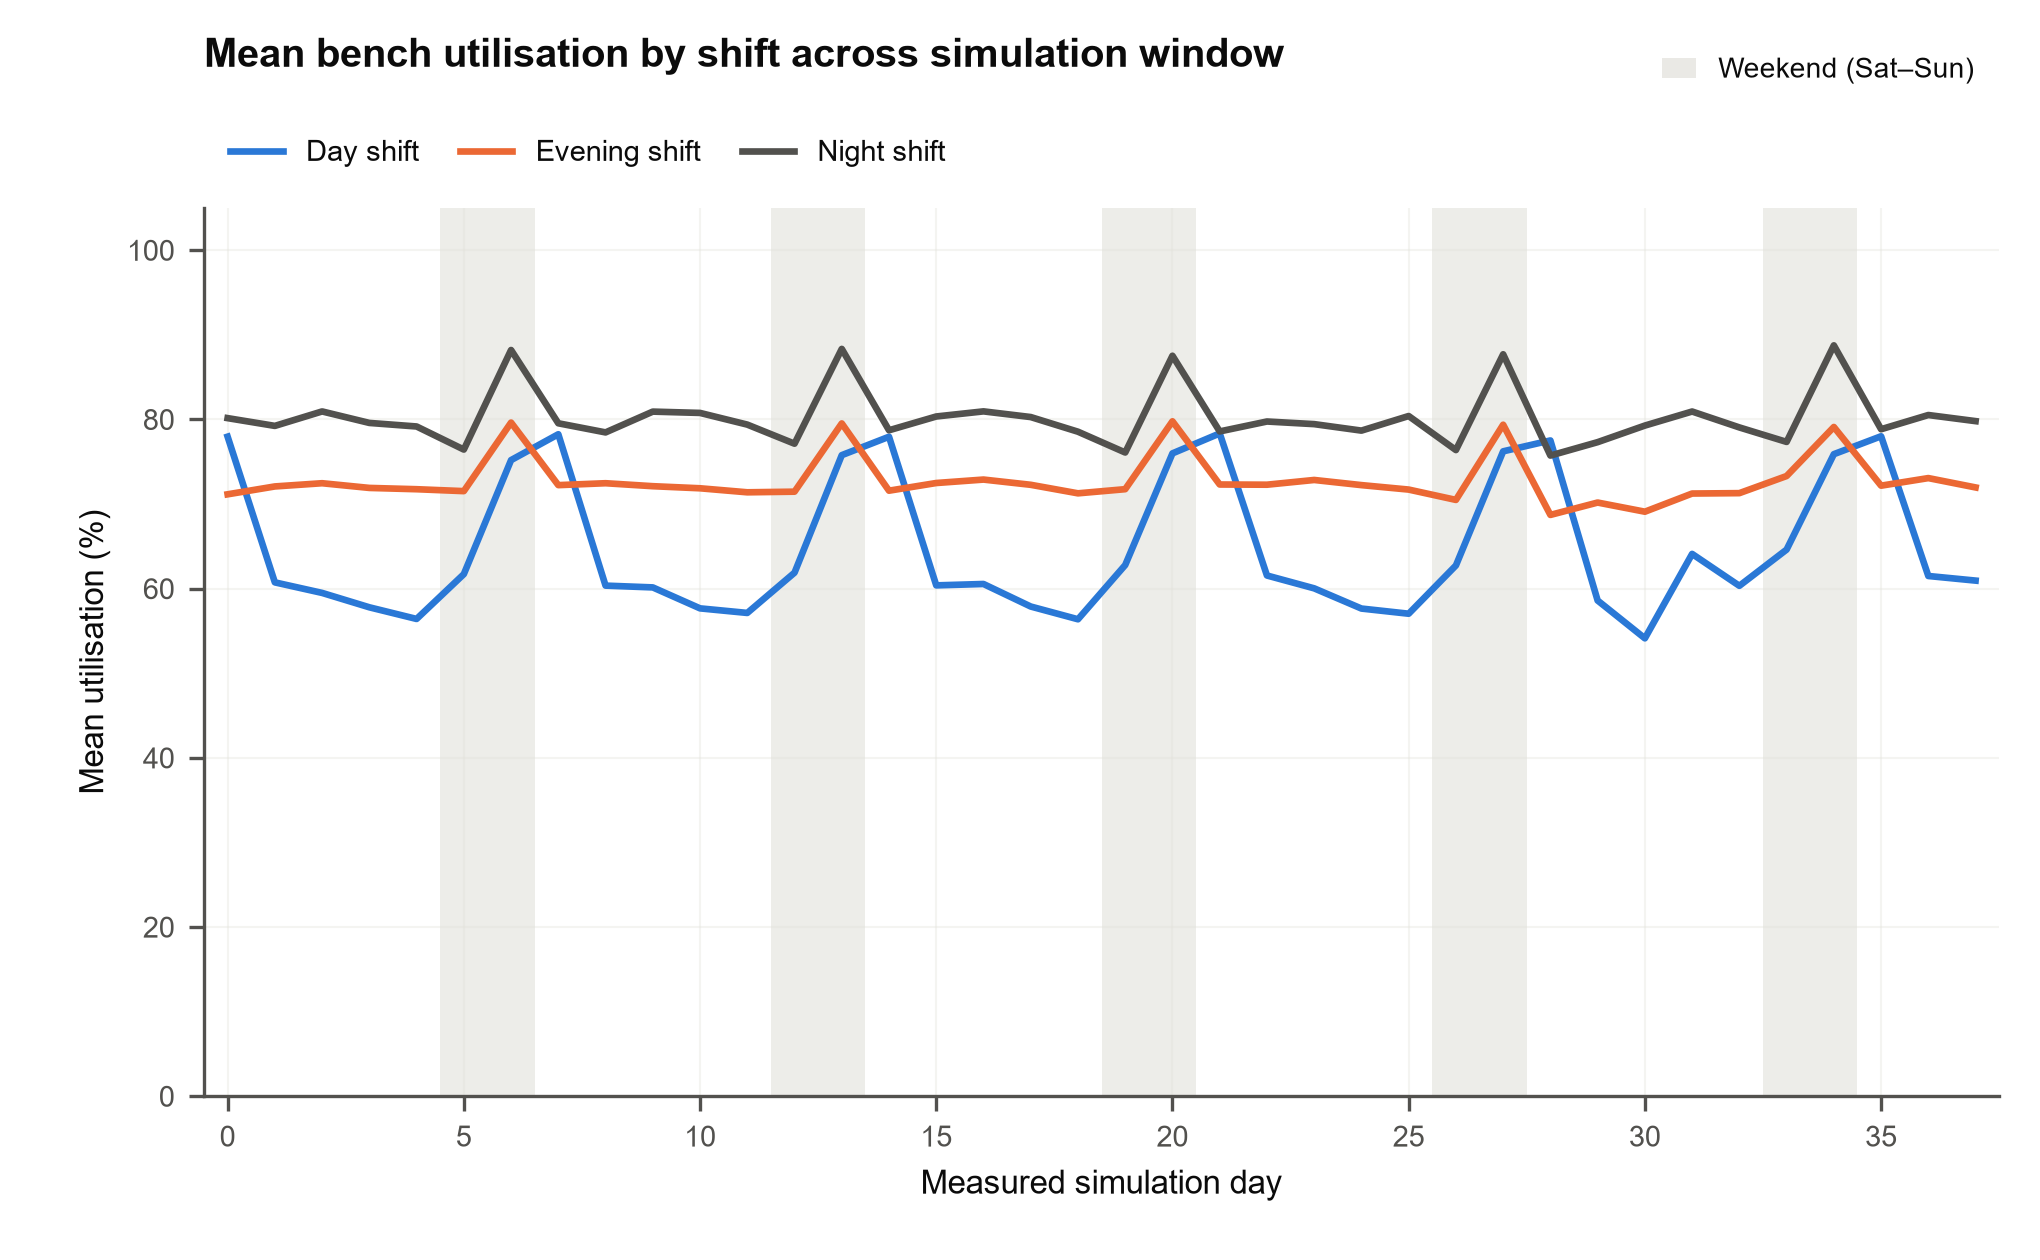 Mean bench utilisation by shift across simulation window
Weekend (Sat–Sun)
Day shift
Evening shift
Night shift
Mean utilisation (%)
100
80
60
40
20
0
0
5
10
15
20
25
30
35
Measured simulation day